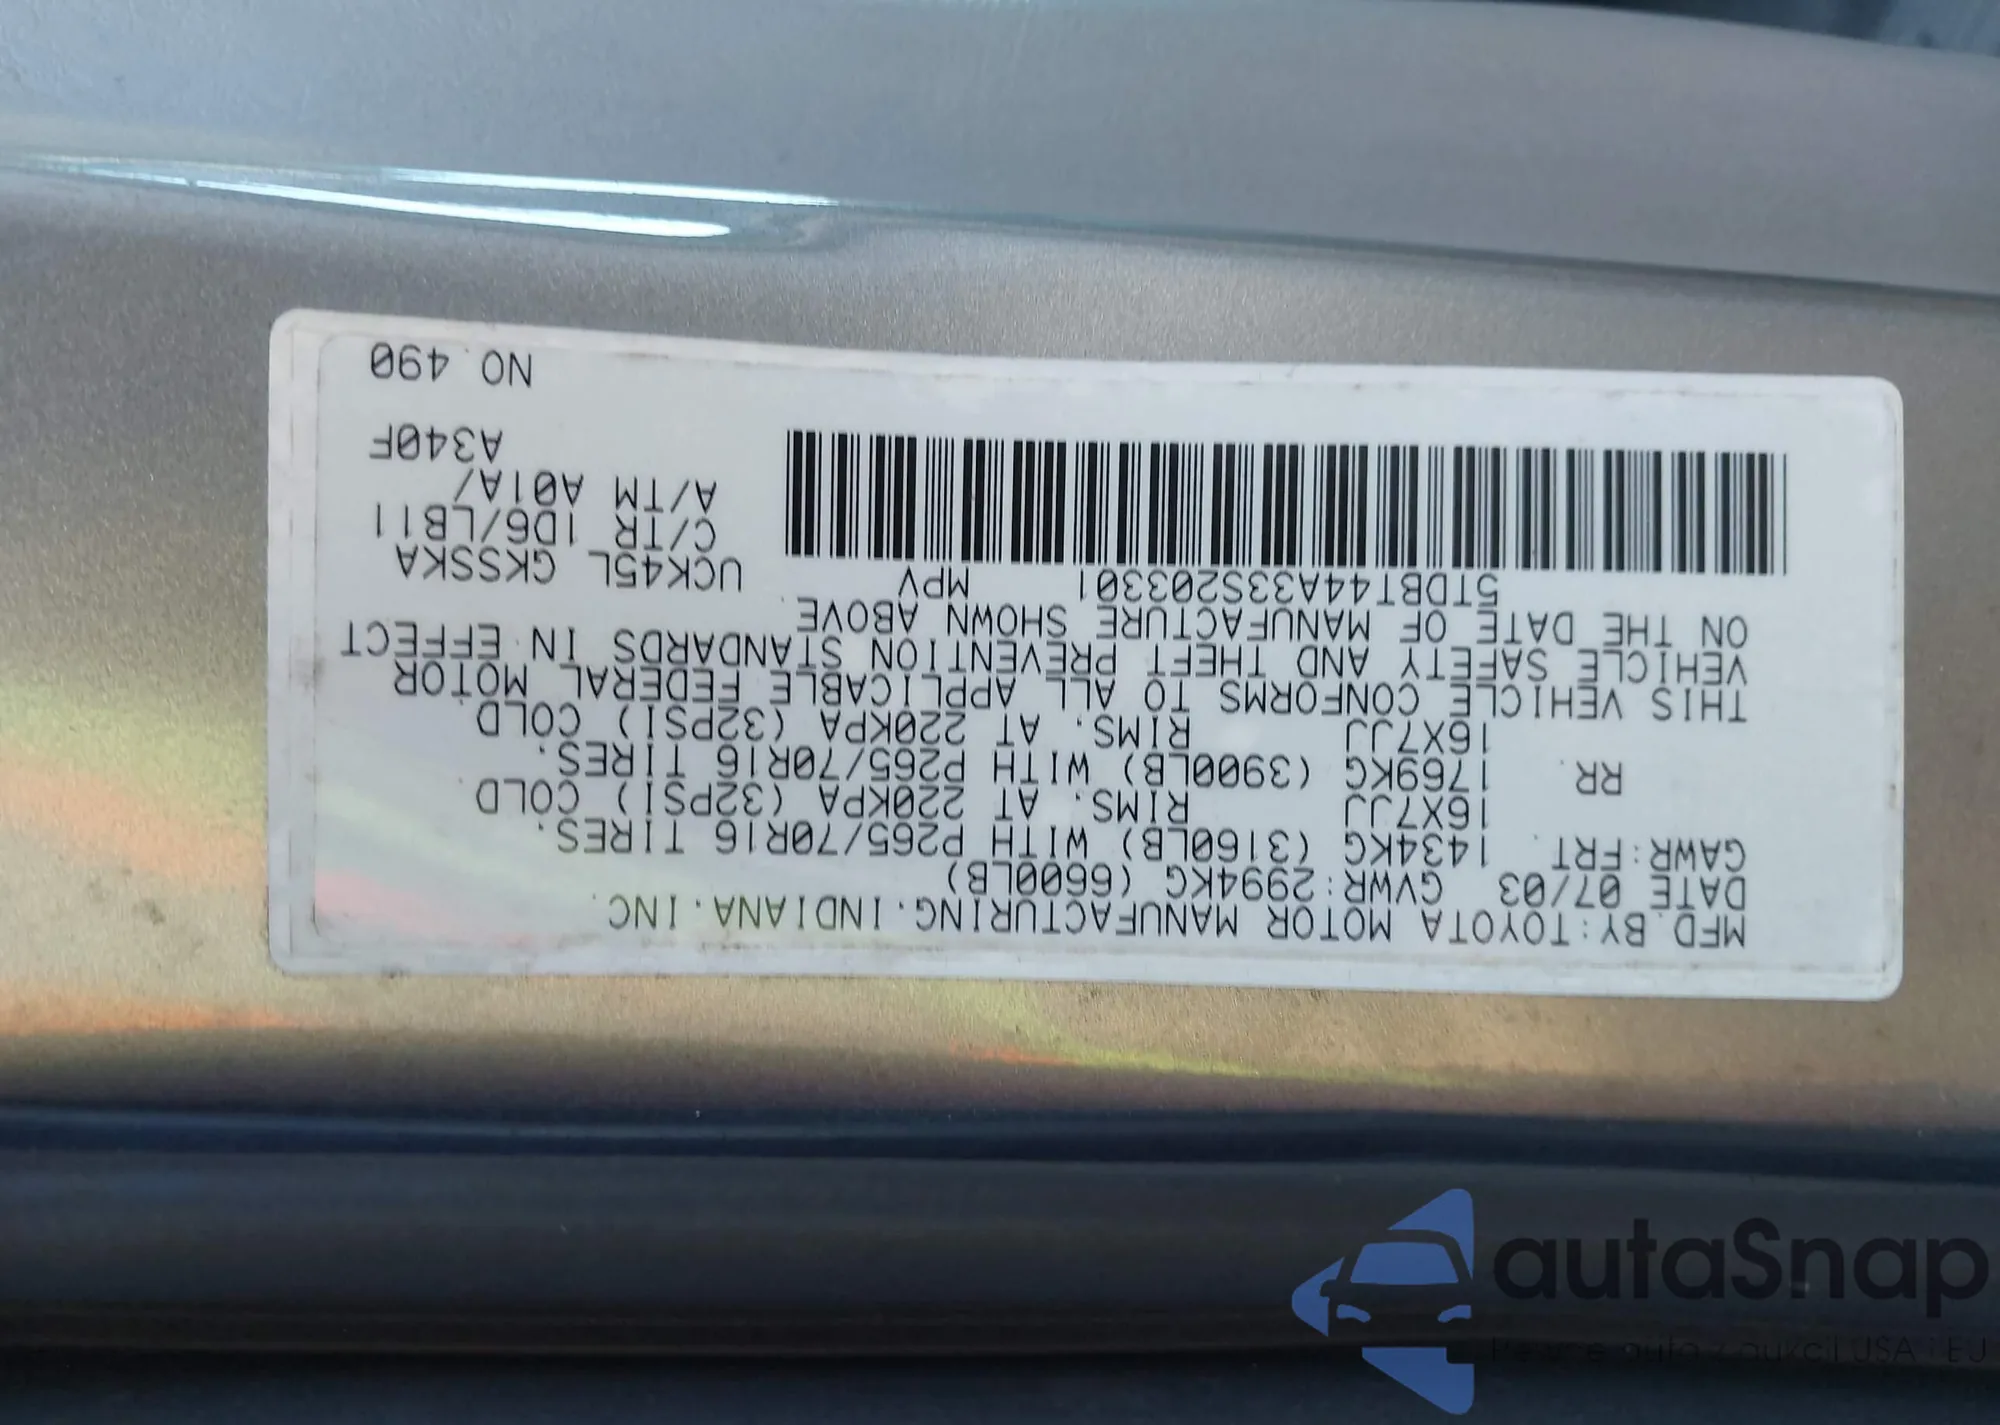 MFD.BY:TOYOTA MOTOR MANUFACTURING.INDIANA.INC.
DATE 07/03 GVWR:2994KG (6600LB)
GAWR:FRT. 1434KG (3160LB) WITH P265/70R16 TIRES.
16X7JJ RIMS. AT 220KPA (32PSI) COLD.
RR. 1769KG (3900LB) WITH P265/70R16 TIRES.
16X7JJ RIMS. AT 220KPA (32PSI) COLD
THIS VEHICLE CONFORMS TO ALL APPLICABLE FEDERAL MOTOR
VEHICLE SAFETY AND THEFT PREVENTION STANDARDS IN EFFECT
ON THE DATE OF MANUFACTURE SHOWN ABOVE
5TDBT44A33S203301 MPV
UCK45L GKSSKA
C/TR 1D6/LB11
A/TM A01A/
A340F
NO.490
autaSnap
auto z aukcji USA i EU